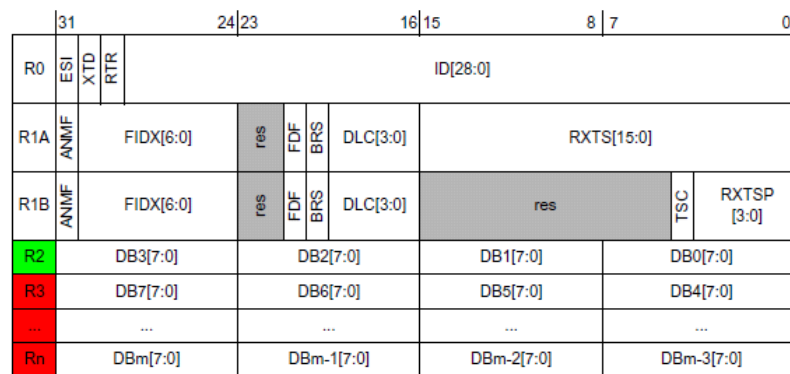 31 24 23 16 15 8 7 0
R0 ESI XTD RTR ID[28:0]
R1A ANMF FIDX[6:0] res FDF BRS DLC[3:0] RXTS[15:0]
R1B ANMF FIDX[6:0] res FDF BRS DLC[3:0] res TSC RXTSP
[3:0]
R2 DB3[7:0] DB2[7:0] DB1[7:0] DB0[7:0]
R3 DB7[7:0] DB6[7:0] DB5[7:0] DB4[7:0]
... ... ... ... ...
Rn DBm[7:0] DBm-1[7:0] DBm-2[7:0] DBm-3[7:0]